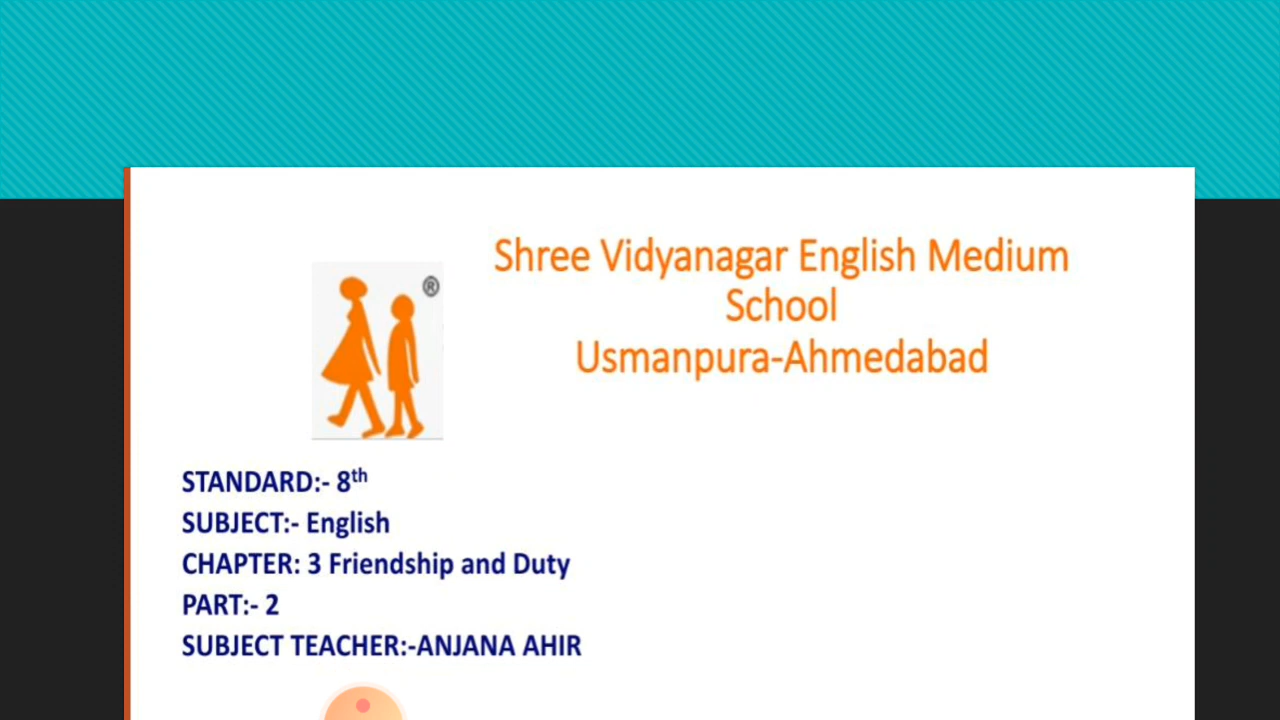 Shree Vidyanagar English Medium
School
Usmanpura-Ahmedabad
®
STANDARD:- 8th
SUBJECT:- English
CHAPTER: 3 Friendship and Duty
PART:- 2
SUBJECT TEACHER:-ANJANA AHIR